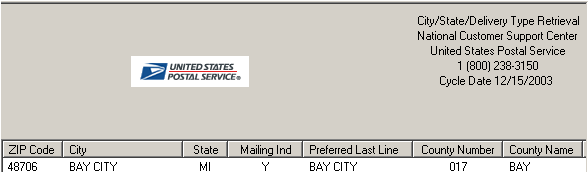 City/State/Delivery Type Retrieval
National Customer Support Center
United States Postal Service
1 (800) 238-3150
Cycle Date 12/15/2003
UNITED STATES
POSTAL SERVICE®
ZIP Code City State Mailing Ind Preferred Last Line County Number County Name
48706 BAY CITY MI Y BAY CITY 017 BAY